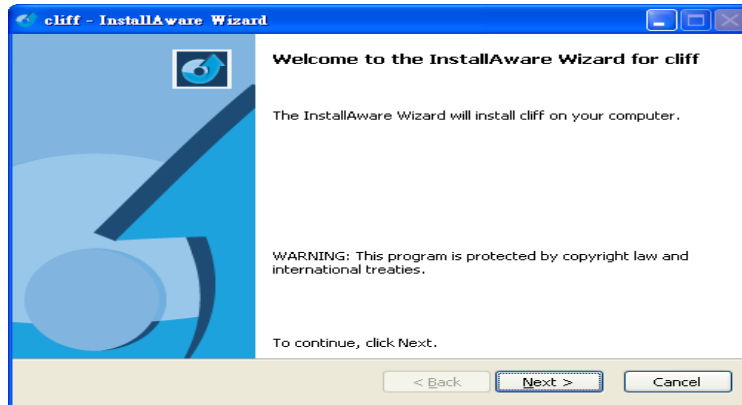 cliff - InstallAware Wizard
Welcome to the InstallAware Wizard for cliff
The InstallAware Wizard will install cliff on your computer.
WARNING: This program is protected by copyright law and
international treaties.
To continue, click Next.
< Back Next > Cancel